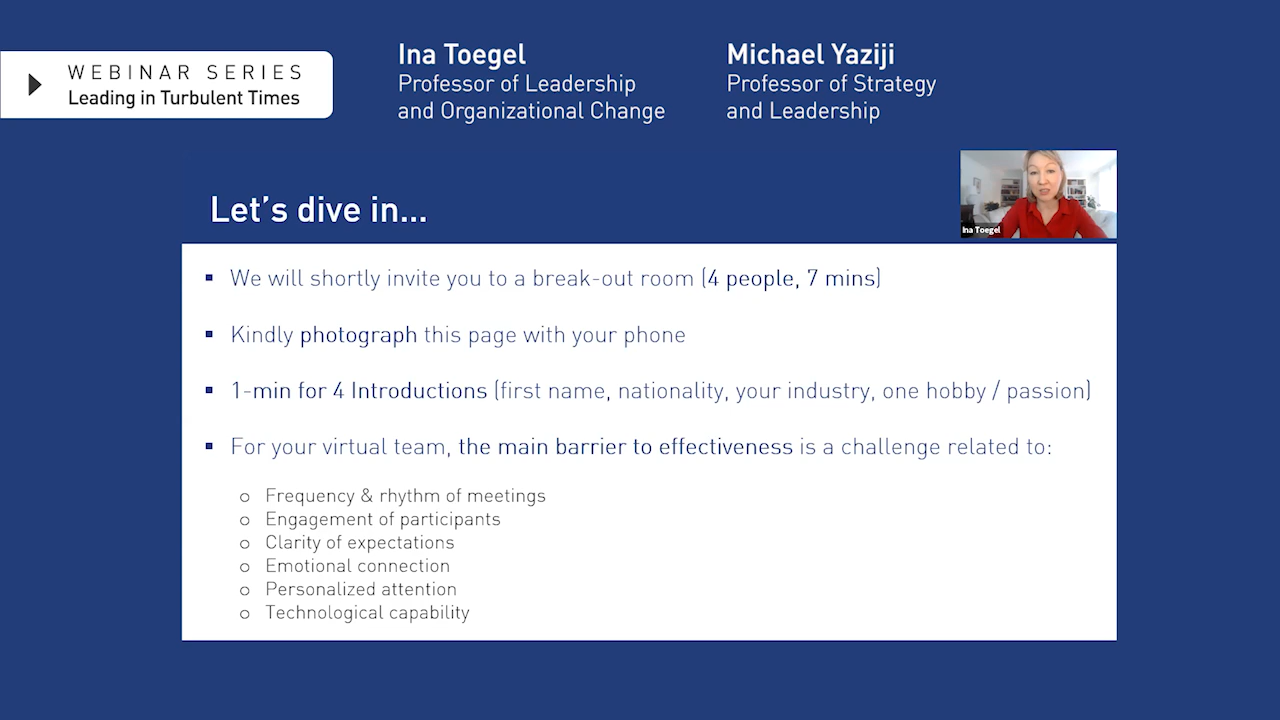 WEBINAR SERIES
Leading in Turbulent Times
Ina Toegel
Professor of Leadership
and Organizational Change
Michael Yaziji
Professor of Strategy
and Leadership
Let's dive in...
Ina Toegel
▪ We will shortly invite you to a break-out room (4 people, 7 mins)
▪ Kindly photograph this page with your phone
▪ 1-min for 4 Introductions (first name, nationality, your industry, one hobby / passion)
▪ For your virtual team, the main barrier to effectiveness is a challenge related to:
o Frequency & rhythm of meetings
o Engagement of participants
o Clarity of expectations
o Emotional connection
o Personalized attention
o Technological capability